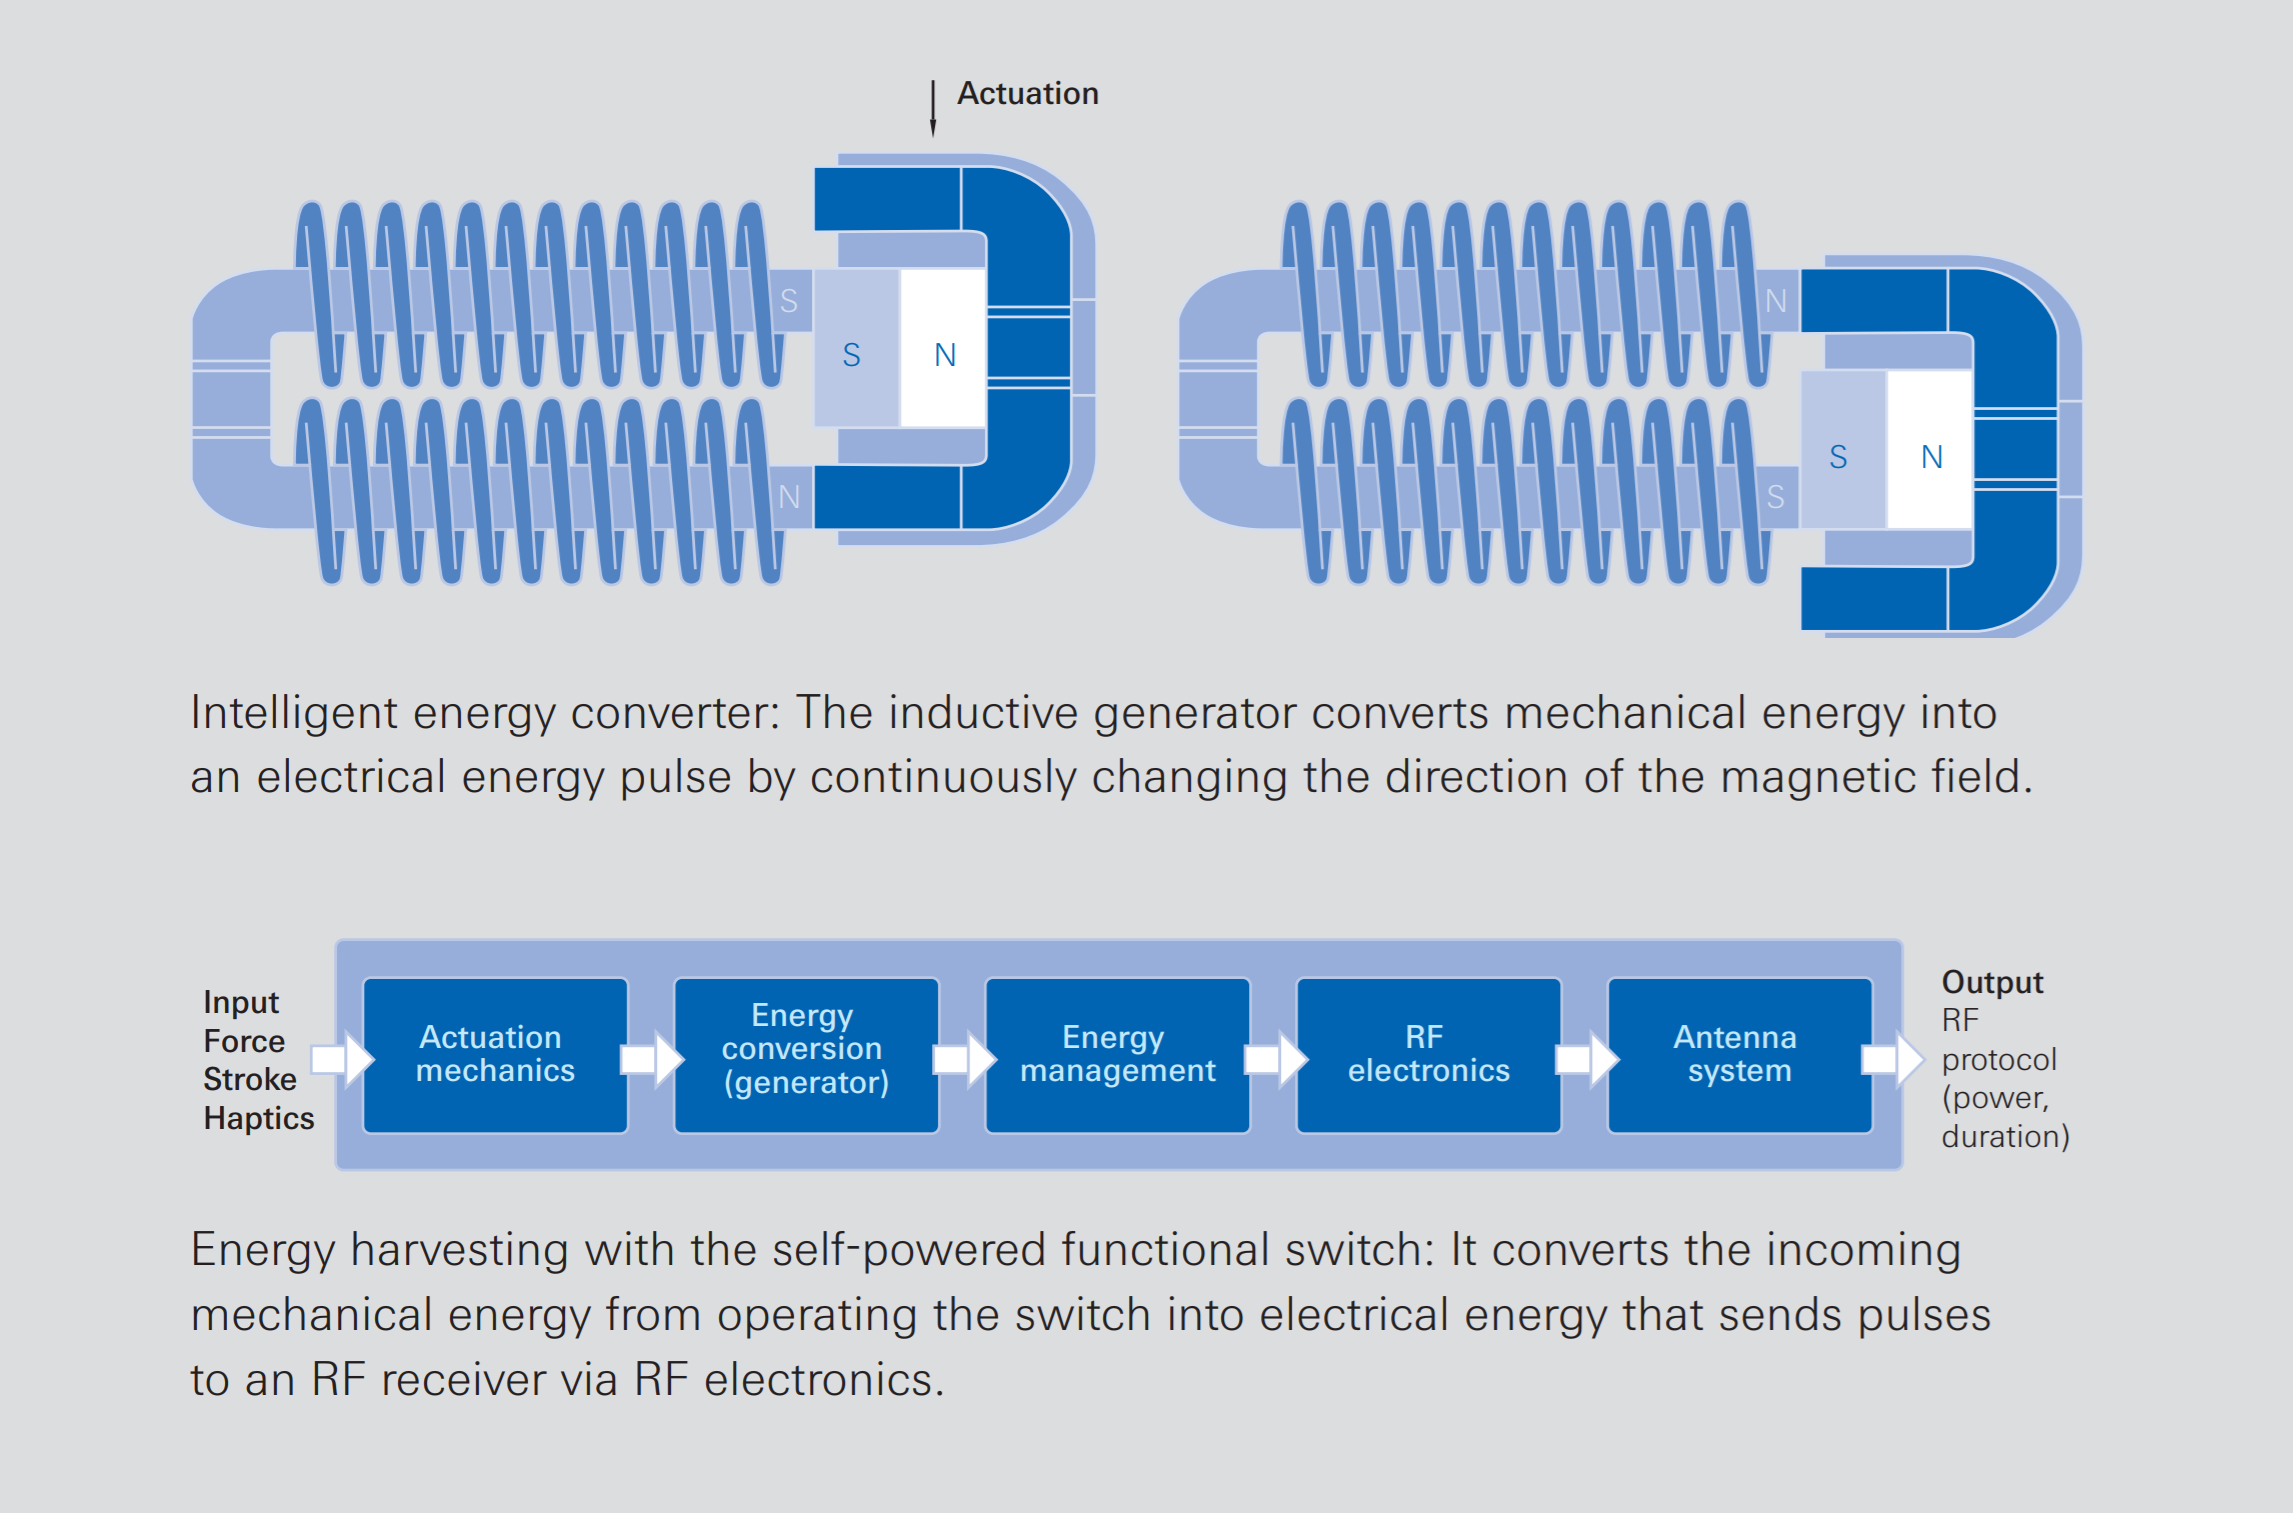 Actuation
S
S
N
N
N
S
N
S
Intelligent energy converter: The inductive generator converts mechanical energy into
an electrical energy pulse by continuously changing the direction of the magnetic field.
Input
Force
Stroke
Haptics
Actuation
mechanics
Energy
conversion
(generator)
Energy
management
RF
electronics
Antenna
system
Output
RF
protocol
(power,
duration)
Energy harvesting with the self-powered functional switch: It converts the incoming
mechanical energy from operating the switch into electrical energy that sends pulses
to an RF receiver via RF electronics.